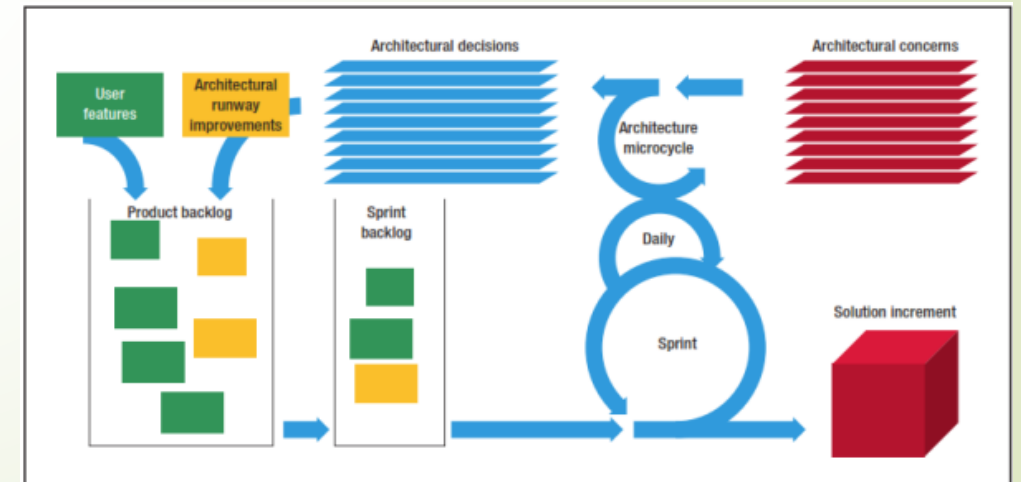 Architectural decisions
Architectural concerns
User
features
Architectural
runway
improvements
Architecture
microcycle
Product backlog
Sprint
backlog
Daily
Sprint
Solution increment